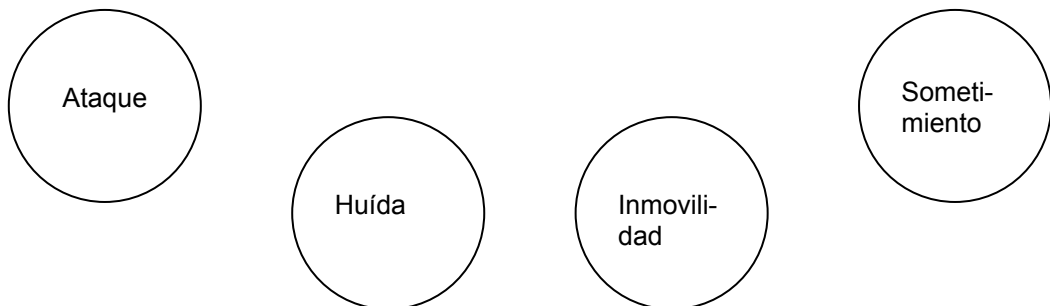 Ataque
Huída
Inmovili-
dad
Someti-
miento